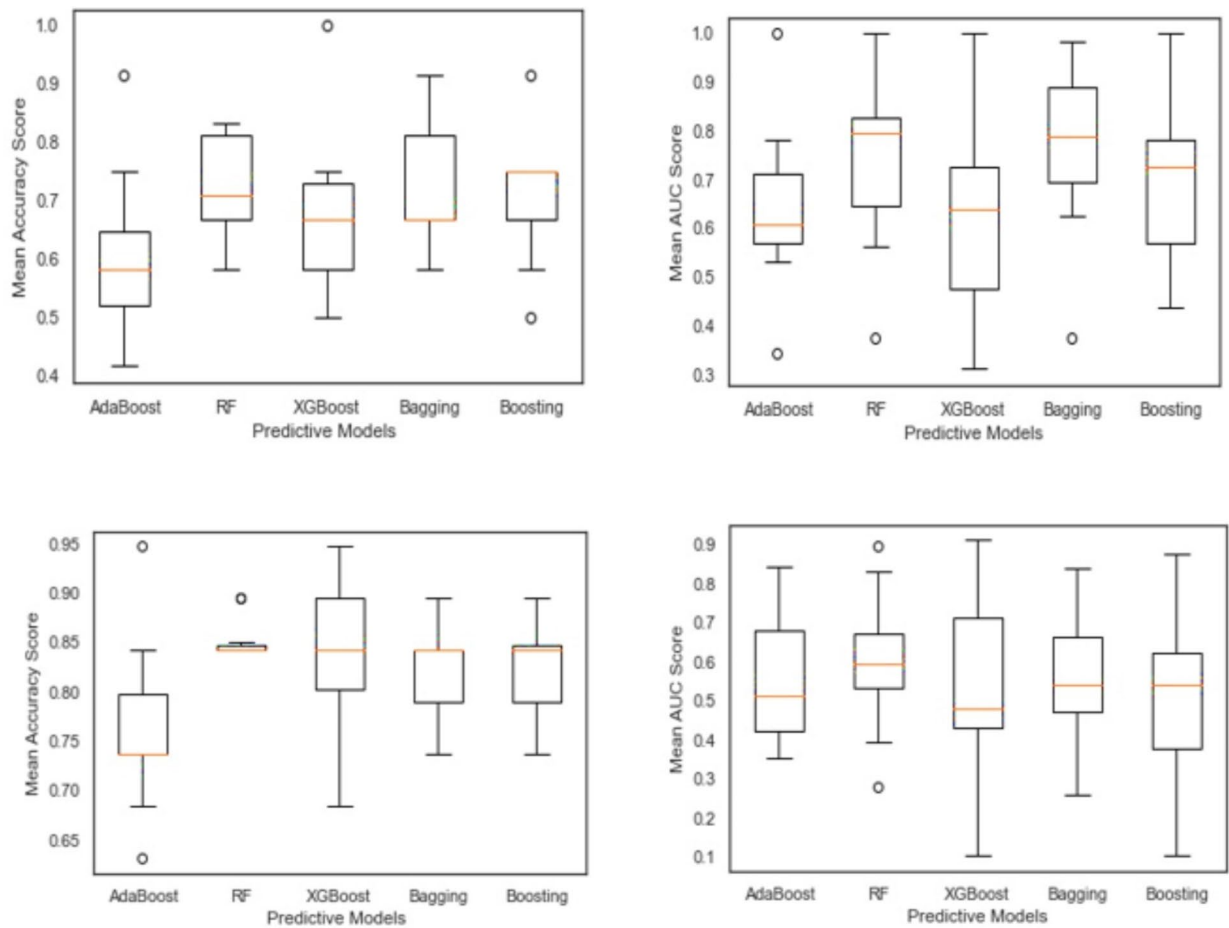 Mean Accuracy Score
1.0
0.9
0.8
0.7
0.6
0.5
0.4
AdaBoost RF XGBoost Bagging Boosting
Predictive Models
Mean AUC Score
1.0
0.9
0.8
0.7
0.6
0.5
0.4
0.3
AdaBoost RF XGBoost Bagging Boosting
Predictive Models
Mean Accuracy Score
0.95
0.90
0.85
0.80
0.75
0.70
0.65
AdaBoost RF XGBoost Bagging Boosting
Predictive Models
Mean AUC Score
0.9
0.8
0.7
0.6
0.5
0.4
0.3
0.2
0.1
AdaBoost RF XGBoost Bagging Boosting
Predictive Models